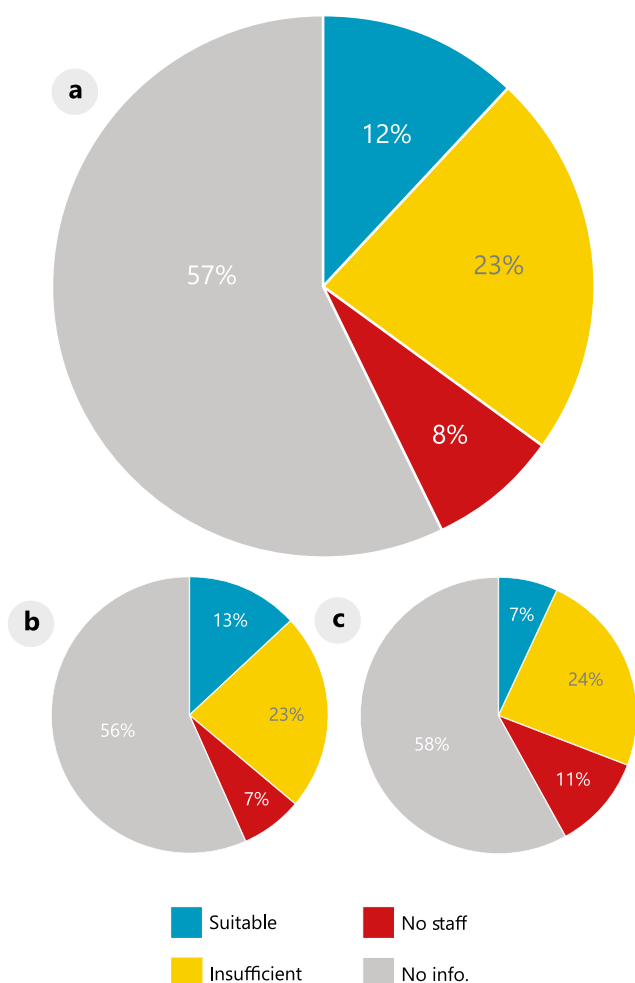 a
12%
23%
57%
8%
b
13%
23%
56%
7%
c
7%
24%
58%
11%
Suitable
No staff
Insufficient
No info.